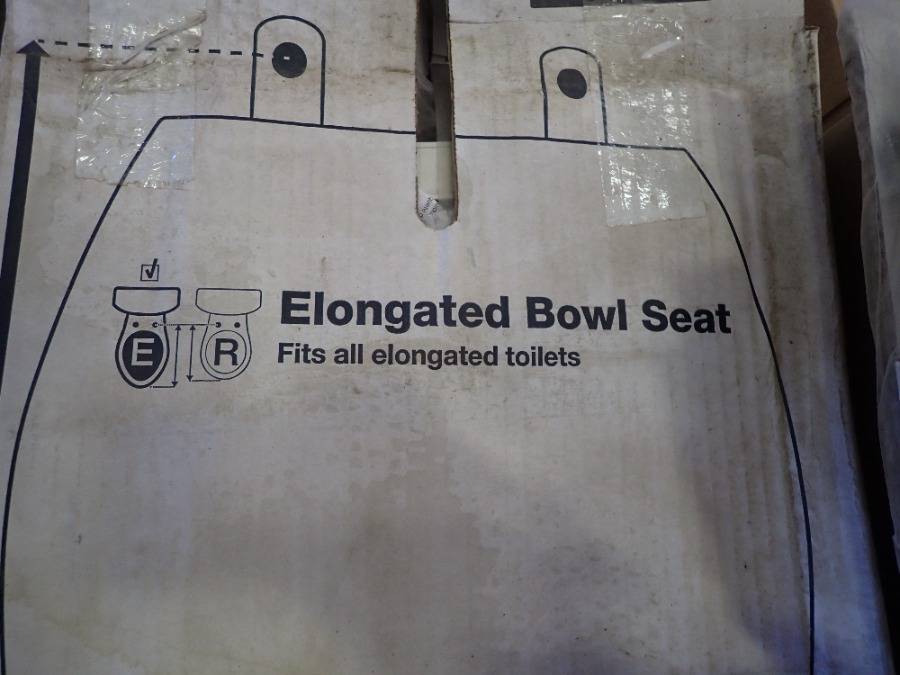 Elongated Bowl Seat
E R Fits all elongated toilets